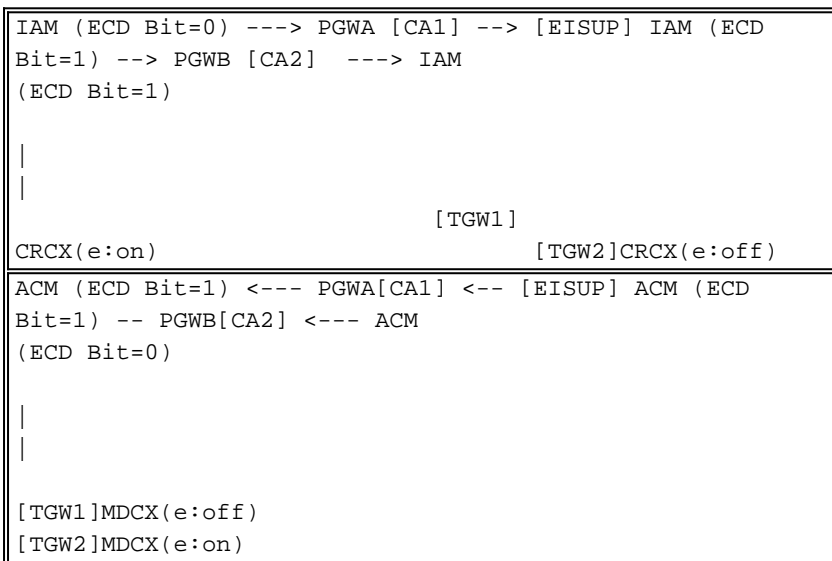 IAM (ECD Bit=0) ---> PGWA [CA1] --> [EISUP] IAM (ECD
Bit=1) --> PGWB [CA2]  ---> IAM
(ECD Bit=1)
|
|
[TGW1]
CRCX(e:on) [TGW2]CRCX(e:off)
ACM (ECD Bit=1) <--- PGWA[CA1] <-- [EISUP] ACM (ECD
Bit=1) -- PGWB[CA2] <--- ACM
(ECD Bit=0)
|
|
[TGW1]MDCX(e:off)
[TGW2]MDCX(e:on)